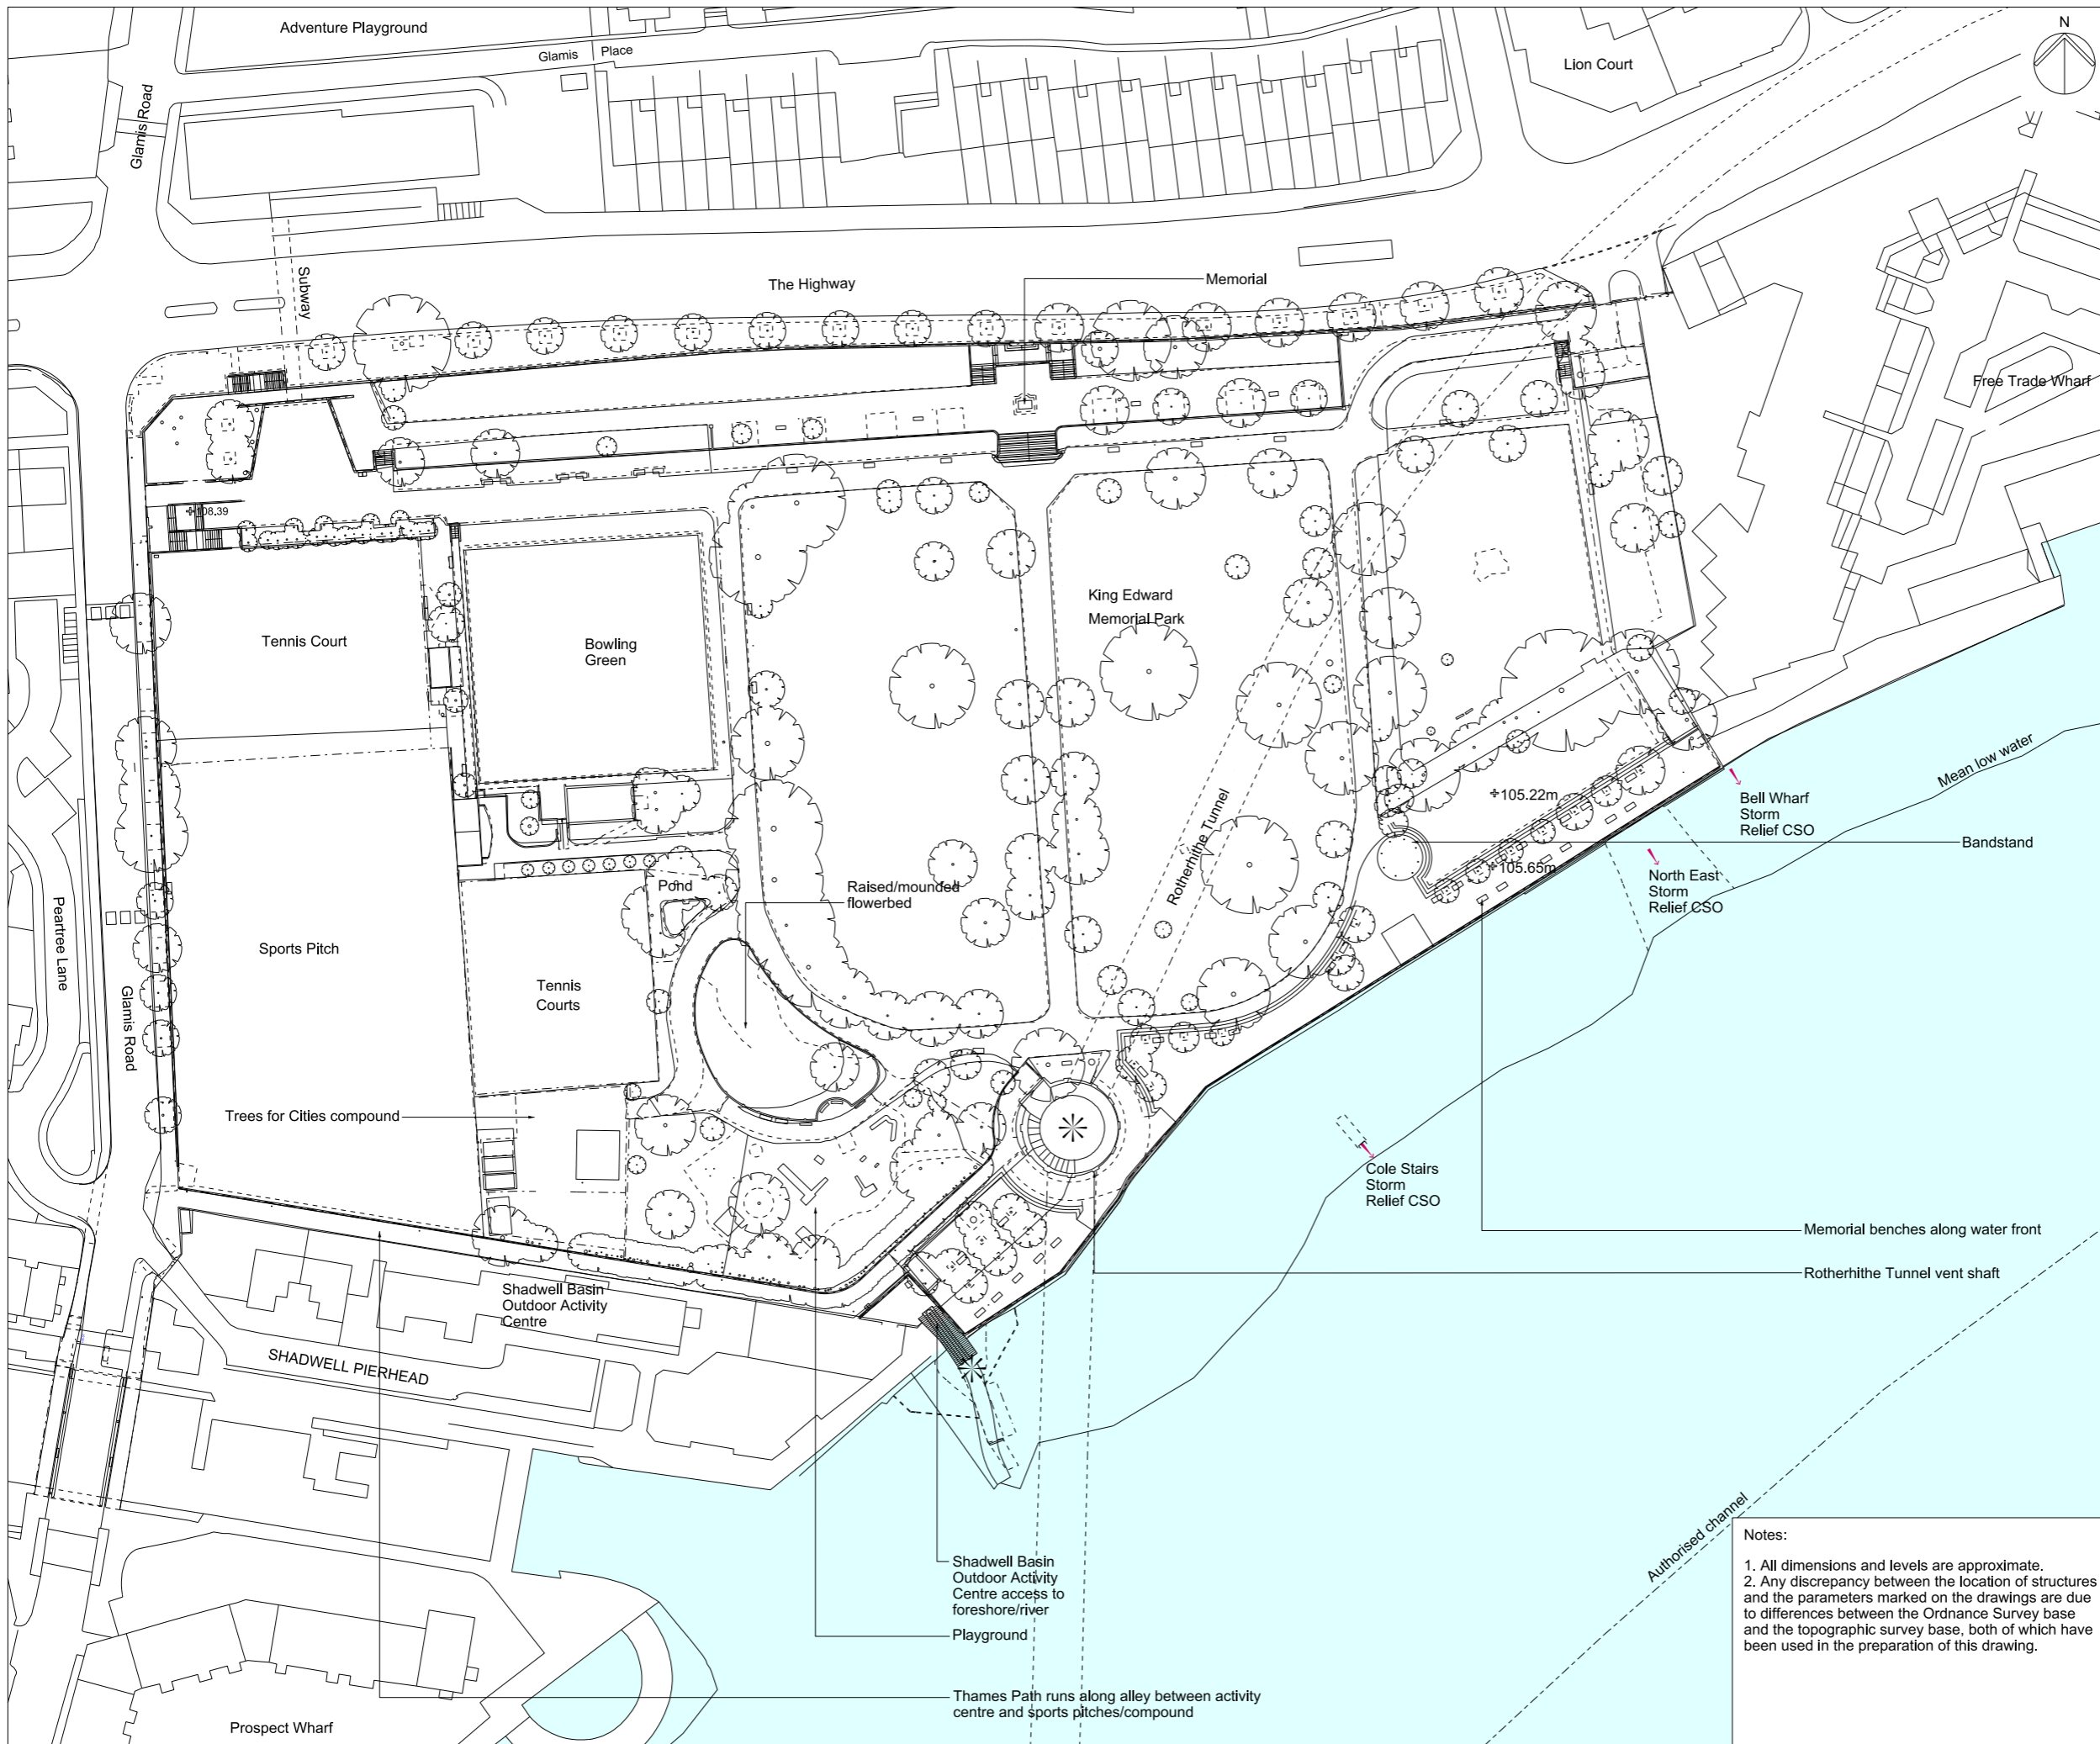 Adventure Playground
Glamis Place
Glamis Road
Lion Court
N
Subway
The Highway
Memorial
Free Trade Wharf
108,39
King Edward
Memorial Park
Tennis Court
Bowling
Green
Mean low water
105.22m
Bell Wharf
Storm
Relief CSO
Bandstand
105.65m
North East
Storm
Relief CSO
Rotherhithe Tunnel
Pond
Raised/mounded
flowerbed
Peartree Lane
Sports Pitch
Tennis
Courts
Glamis Road
Trees for Cities compound
Cole Stairs
Storm
Relief CSO
Memorial benches along water front
Rotherhithe Tunnel vent shaft
Shadwell Basin
Outdoor Activity
Centre
SHADWELL PIERHEAD
Authorised channel
Shadwell Basin
Outdoor Activity
Centre access to
foreshore/river
Playground
Thames Path runs along alley between activity
centre and sports pitches/compound
Prospect Wharf
Notes:
1. All dimensions and levels are approximate.
2. Any discrepancy between the location of structures
and the parameters marked on the drawings are due
to differences between the Ordnance Survey base
and the topographic survey base, both of which have
been used in the preparation of this drawing.